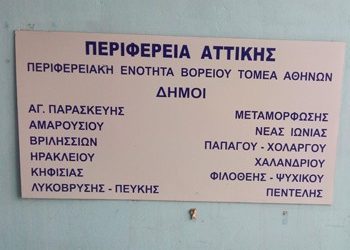 ΠΕΡΙΦΕΡΕΙΑ ΑΤΤΙΚΗΣ
ΠΕΡΙΦΕΡΕΙΑΚΗ ΕΝΟΤΗΤΑ ΒΟΡΕΙΟΥ ΤΟΜΕΑ ΑΘΗΝΩΝ
ΔΗΜΟΙ
ΑΓ. ΠΑΡΑΣΚΕΥΗΣ
ΑΜΑΡΟΥΣΙΟΥ
ΒΡΙΛΗΣΣΙΩΝ
ΗΡΑΚΛΕΙΟΥ
ΚΗΦΙΣΙΑΣ
ΛΥΚΟΒΡΥΣΗΣ - ΠΕΥΚΗΣ
ΜΕΤΑΜΟΡΦΩΣΗΣ
ΝΕΑΣ ΙΩΝΙΑΣ
ΠΑΠΑΓΟΥ - ΧΟΛΑΡΓΟΥ
ΧΑΛΑΝΔΡΙΟΥ
ΦΙΛΟΘΕΗΣ - ΨΥΧΙΚΟΥ
ΠΕΝΤΕΛΗΣ